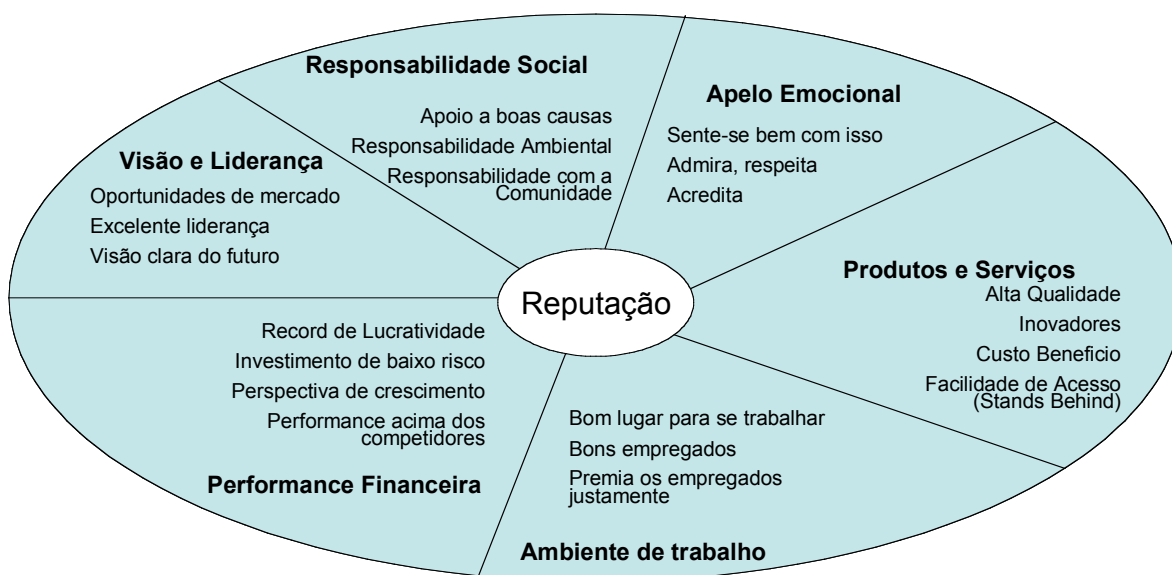 Responsabilidade Social
Apoio a boas causas
Responsabilidade Ambiental
Responsabilidade com a
Comunidade
Apelo Emocional
Sente-se bem com isso
Admira, respeita
Acredita
Visão e Liderança
Oportunidades de mercado
Excelente liderança
Visão clara do futuro
Reputação
Produtos e Serviços
Alta Qualidade
Inovadores
Custo Beneficio
Facilidade de Acesso
(Stands Behind)
Record de Lucratividade
Investimento de baixo risco
Perspectiva de crescimento
Performance acima dos
competidores
Performance Financeira
Bom lugar para se trabalhar
Bons empregados
Premia os empregados
justamente
Ambiente de trabalho